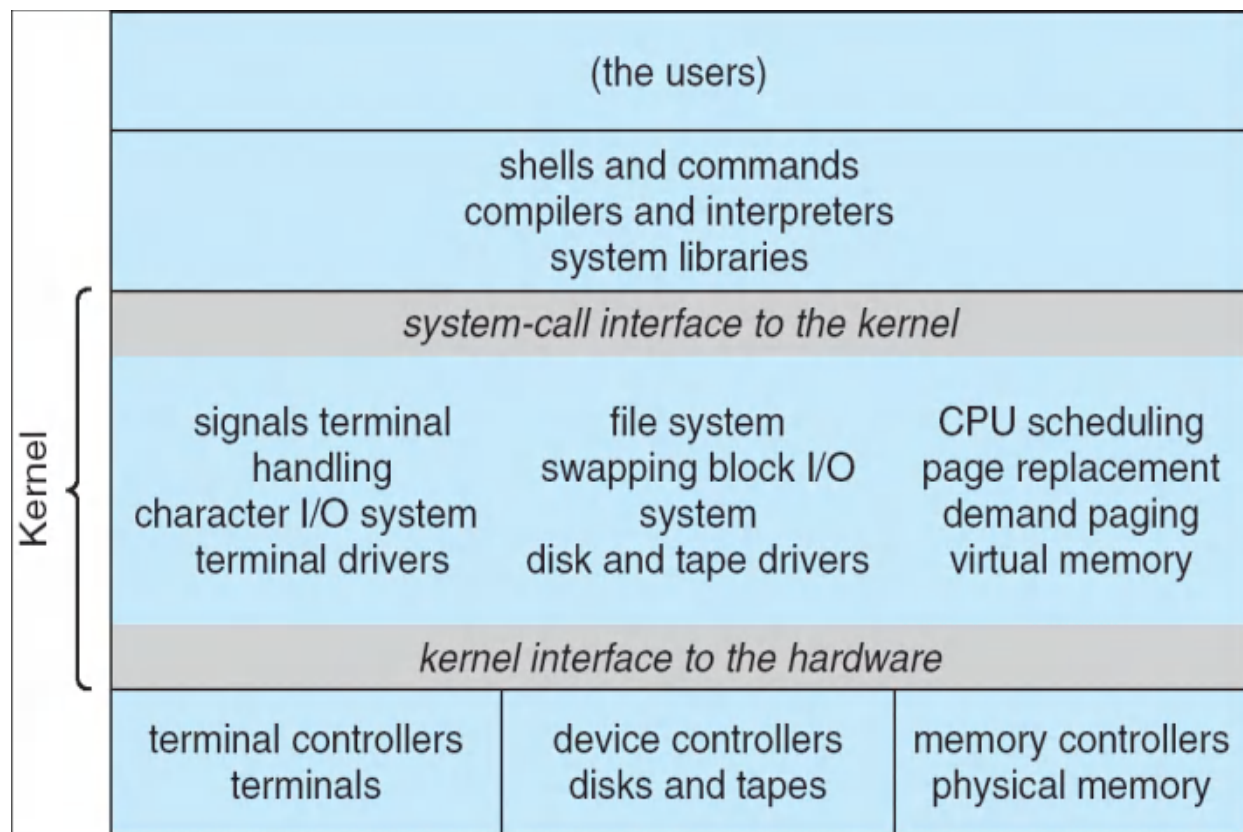 (the users)
shells and commands
compilers and interpreters
system libraries
system-call interface to the kernel
Kernel
signals terminal
handling
character I/O system
terminal drivers
file system
swapping block I/O
system
disk and tape drivers
CPU scheduling
page replacement
demand paging
virtual memory
kernel interface to the hardware
terminal controllers
terminals
device controllers
disks and tapes
memory controllers
physical memory